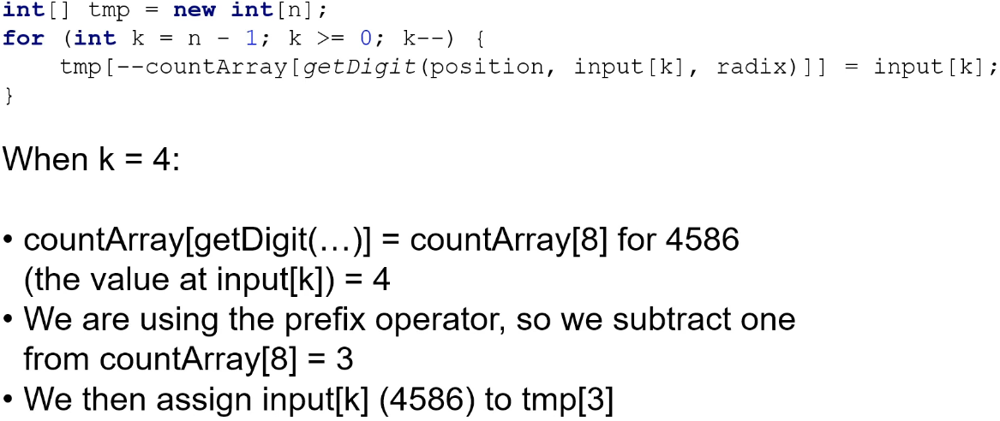 int[] tmp = new int[n];
for (int k = n - 1; k >= 0; k--) {
    tmp[--countArray[getDigit(position, input[k], radix)]] = input[k];
}
When k = 4:
• countArray[getDigit(…)] = countArray[8] for 4586
(the value at input[k]) = 4
• We are using the prefix operator, so we subtract one
from countArray[8] = 3
• We then assign input[k] (4586) to tmp[3]